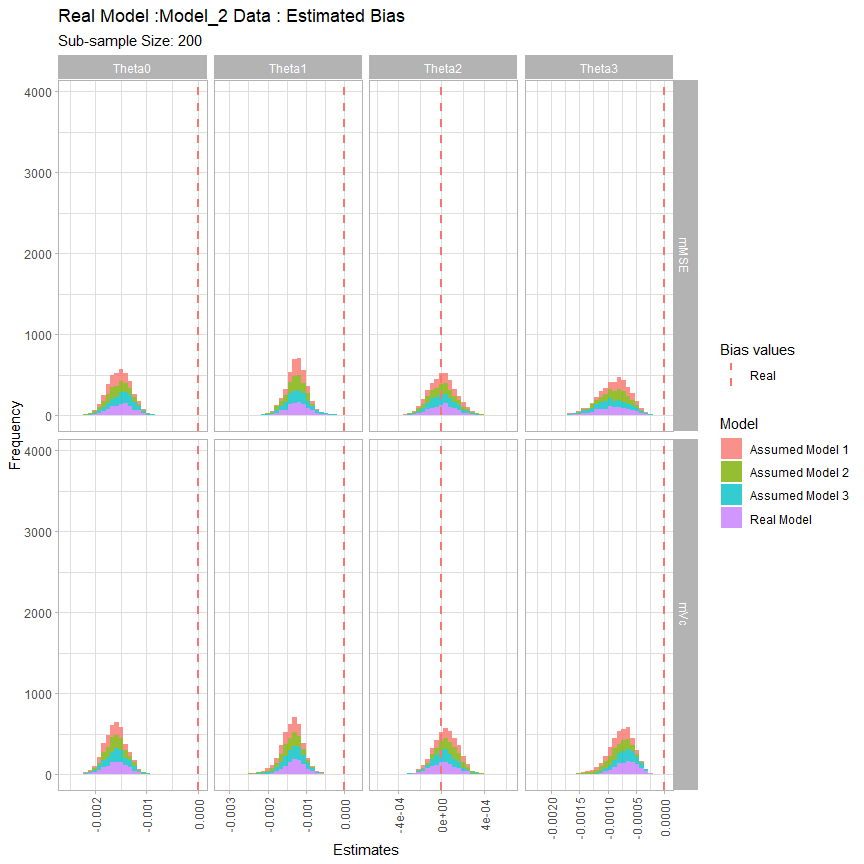 Real Model :Model_2 Data : Estimated Bias
Sub-sample Size: 200
Theta0
Theta1
Theta2
Theta3
4000
3000
2000
1000
0
mMSE
4000
3000
2000
1000
0
mVc
Frequency
-0.002
-0.001
0.000
-0.003
-0.002
-0.001
0.000
-4e-04
0e+00
4e-04
-0.0020
-0.0015
-0.0010
-0.0005
0.0000
Estimates
Bias values
Real
Model
Assumed Model 1
Assumed Model 2
Assumed Model 3
Real Model